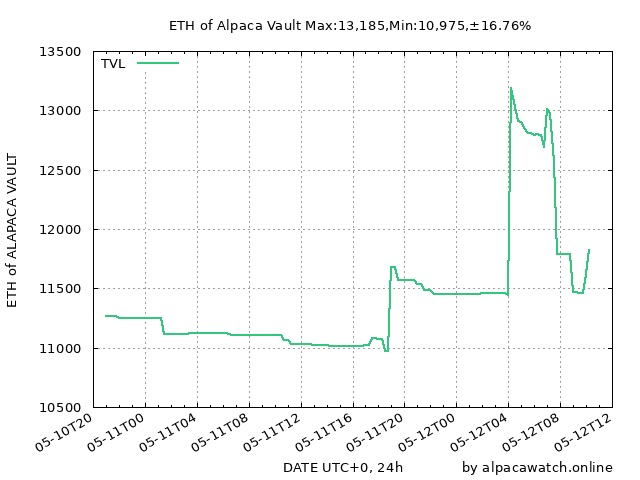 ETH of Alpaca Vault Max:13,185,Min:10,975,±16.76%
TVL
13500
13000
12500
12000
11500
11000
10500
ETH of ALAPACA VAULT
05-10T20
05-11T00
05-11T04
05-11T08
05-11T12
05-11T16
05-11T20
05-12T00
05-12T04
05-12T08
05-12T12
DATE UTC+0, 24h
by alpacawatch.online